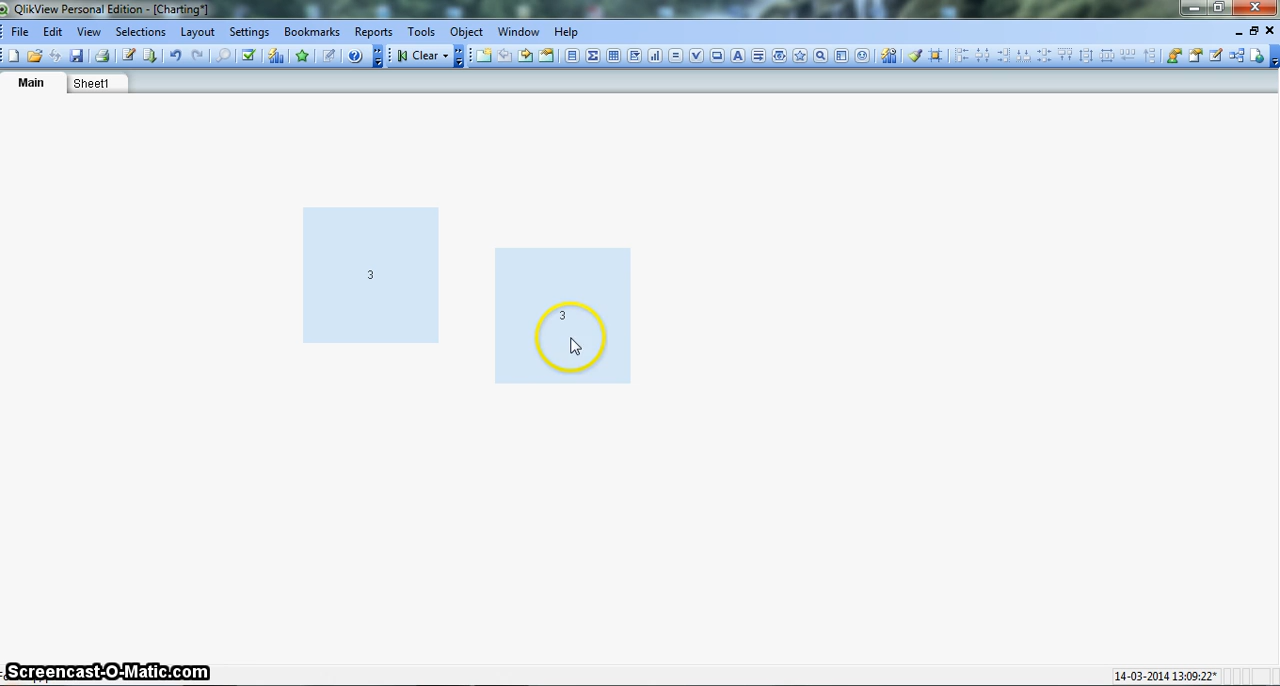 QlikView Personal Edition - [Charting*]
File Edit View Selections Layout Settings Bookmarks Reports Tools Object Window Help
Clear
Main Sheet1
3
3
Screencast-O-Matic.com
14-03-2014 13:09:22*